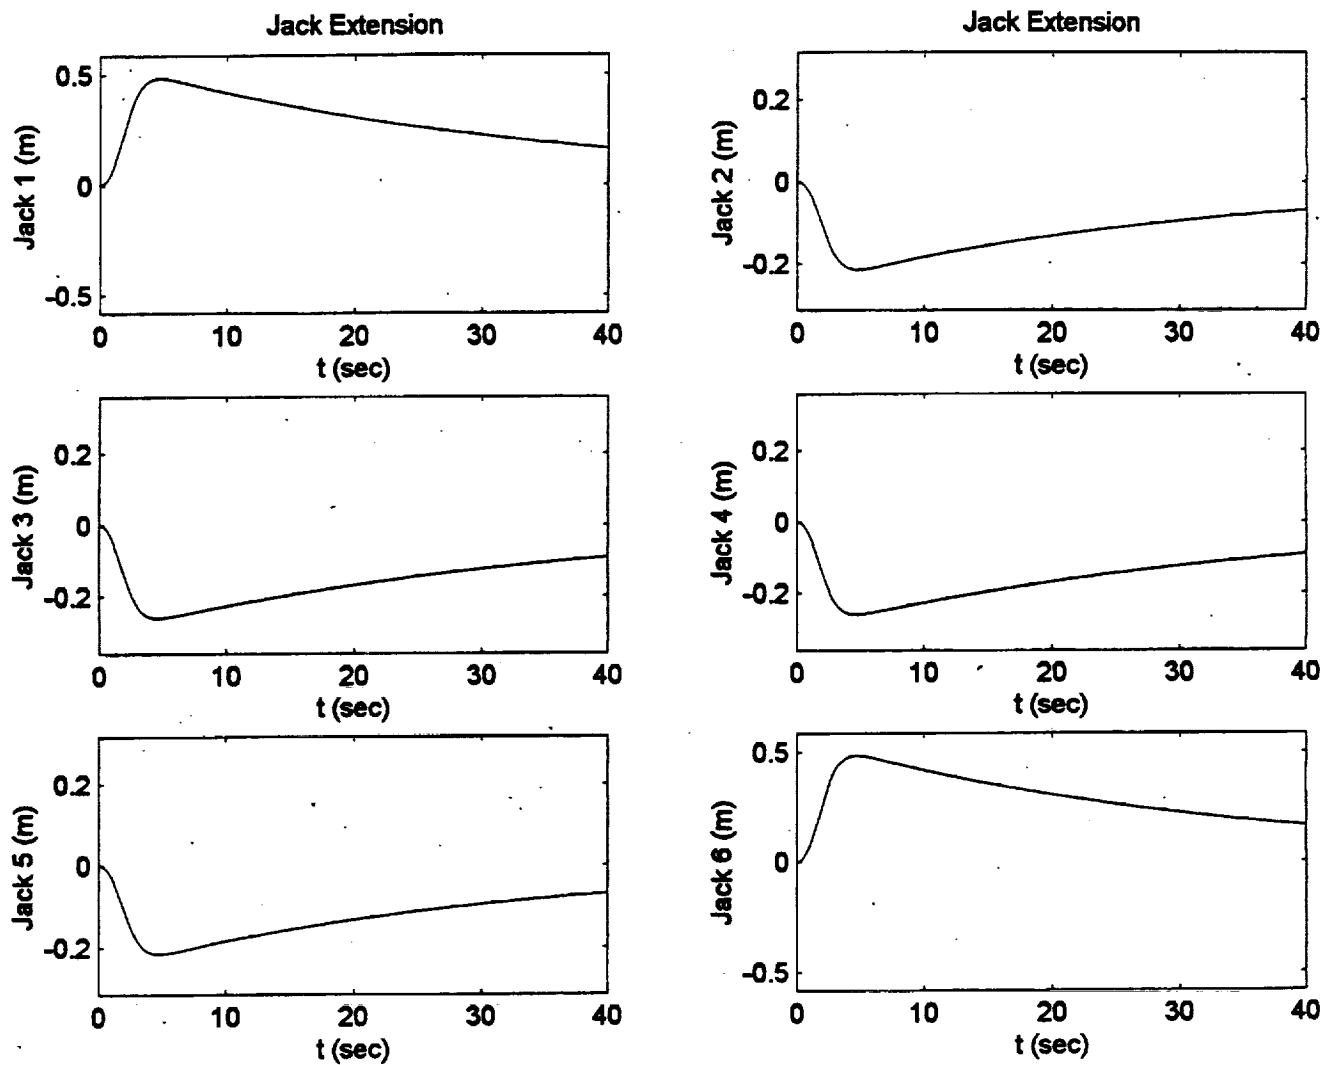 Jack Extension
Jack 1 (m)
0.5
0
-0.5
0 10 20 30 40
t (sec)
Jack Extension
Jack 2 (m)
0.2
0
-0.2
0 10 20 30 40
t (sec)
Jack 3 (m)
0.2
0
-0.2
0 10 20 30 40
t (sec)
Jack 4 (m)
0.2
0
-0.2
0 10 20 30 40
t (sec)
Jack 5 (m)
0.2
0
-0.2
0 10 20 30 40
t (sec)
Jack 6 (m)
0.5
0
-0.5
0 10 20 30 40
t (sec)